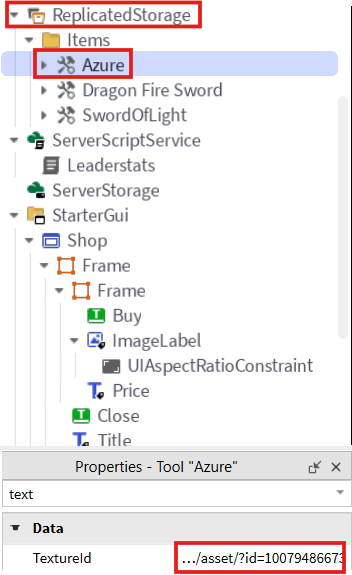 ReplicatedStorage
Items
Azure
Dragon Fire Sword
SwordOfLight
ServerScriptService
Leaderstats
ServerStorage
StarterGui
Shop
Frame
Frame
Buy
ImageLabel
UIAspectRatioConstraint
Price
Close
Title
Properties - Tool "Azure"
text
Data
TextureId .../asset/?id=10079486673